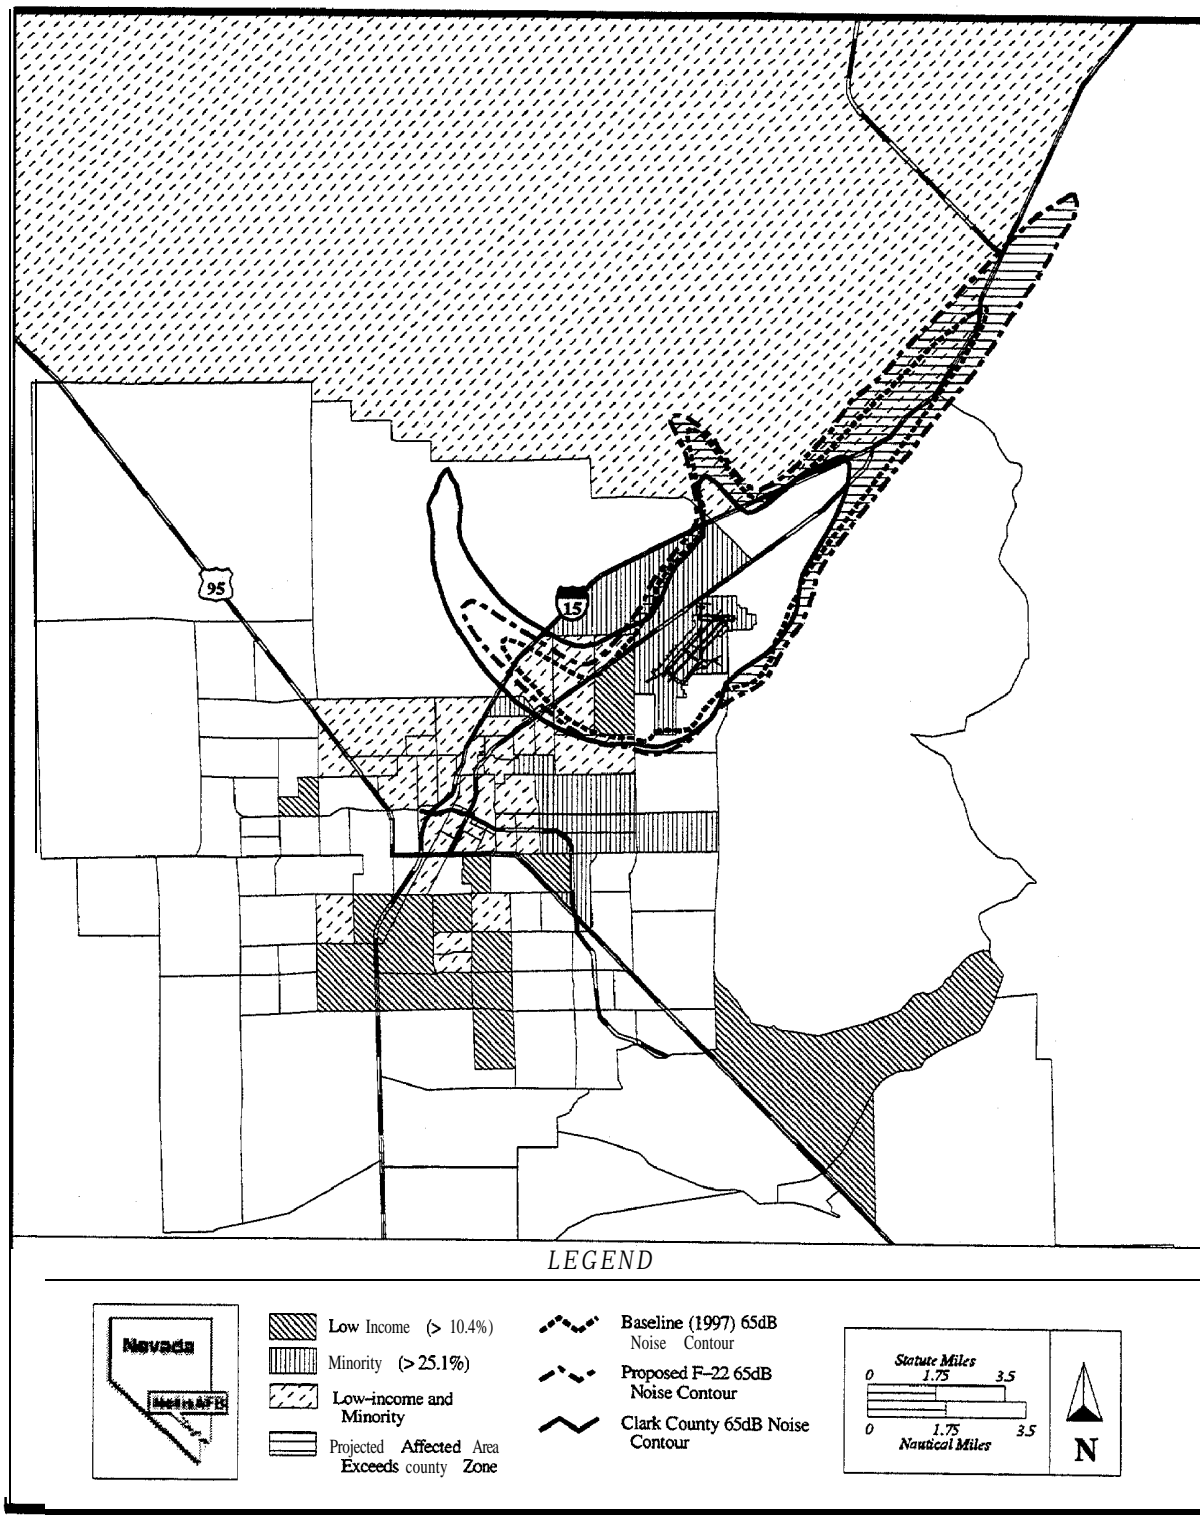 95
15
LEGEND
Nevada
Nellis AFB
Low Income (> 10.4%)
Minority (> 25.1%)
Low-income and
Minority
Projected Affected Area
Exceeds county Zone
Baseline (1997) 65dB
Noise Contour
Proposed F-22 65dB
Noise Contour
Clark County 65dB Noise
Contour
Statute Miles
0 1.75 3.5
0 1.75 3.5
Nautical Miles
N